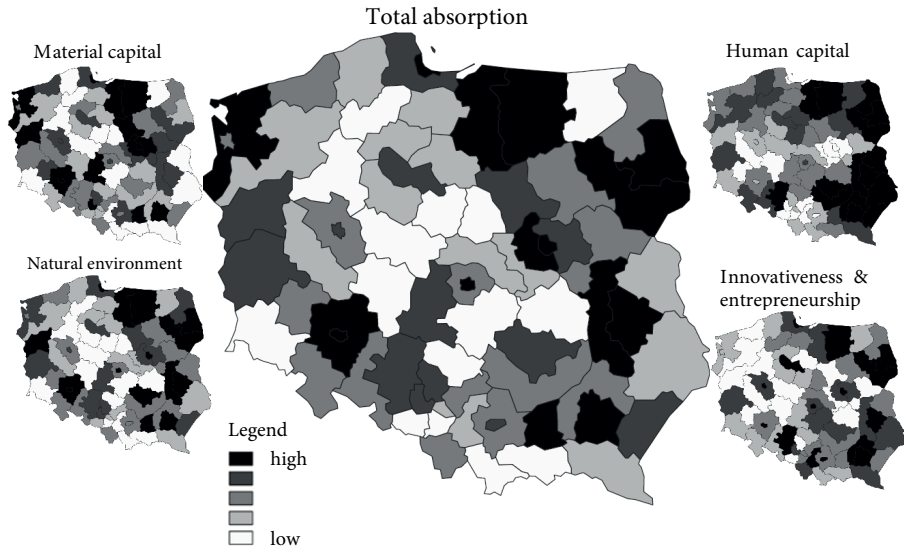 Total absorption
Material capital
Human capital
Natural environment
Innovativeness &
entrepreneurship
Legend
high
low